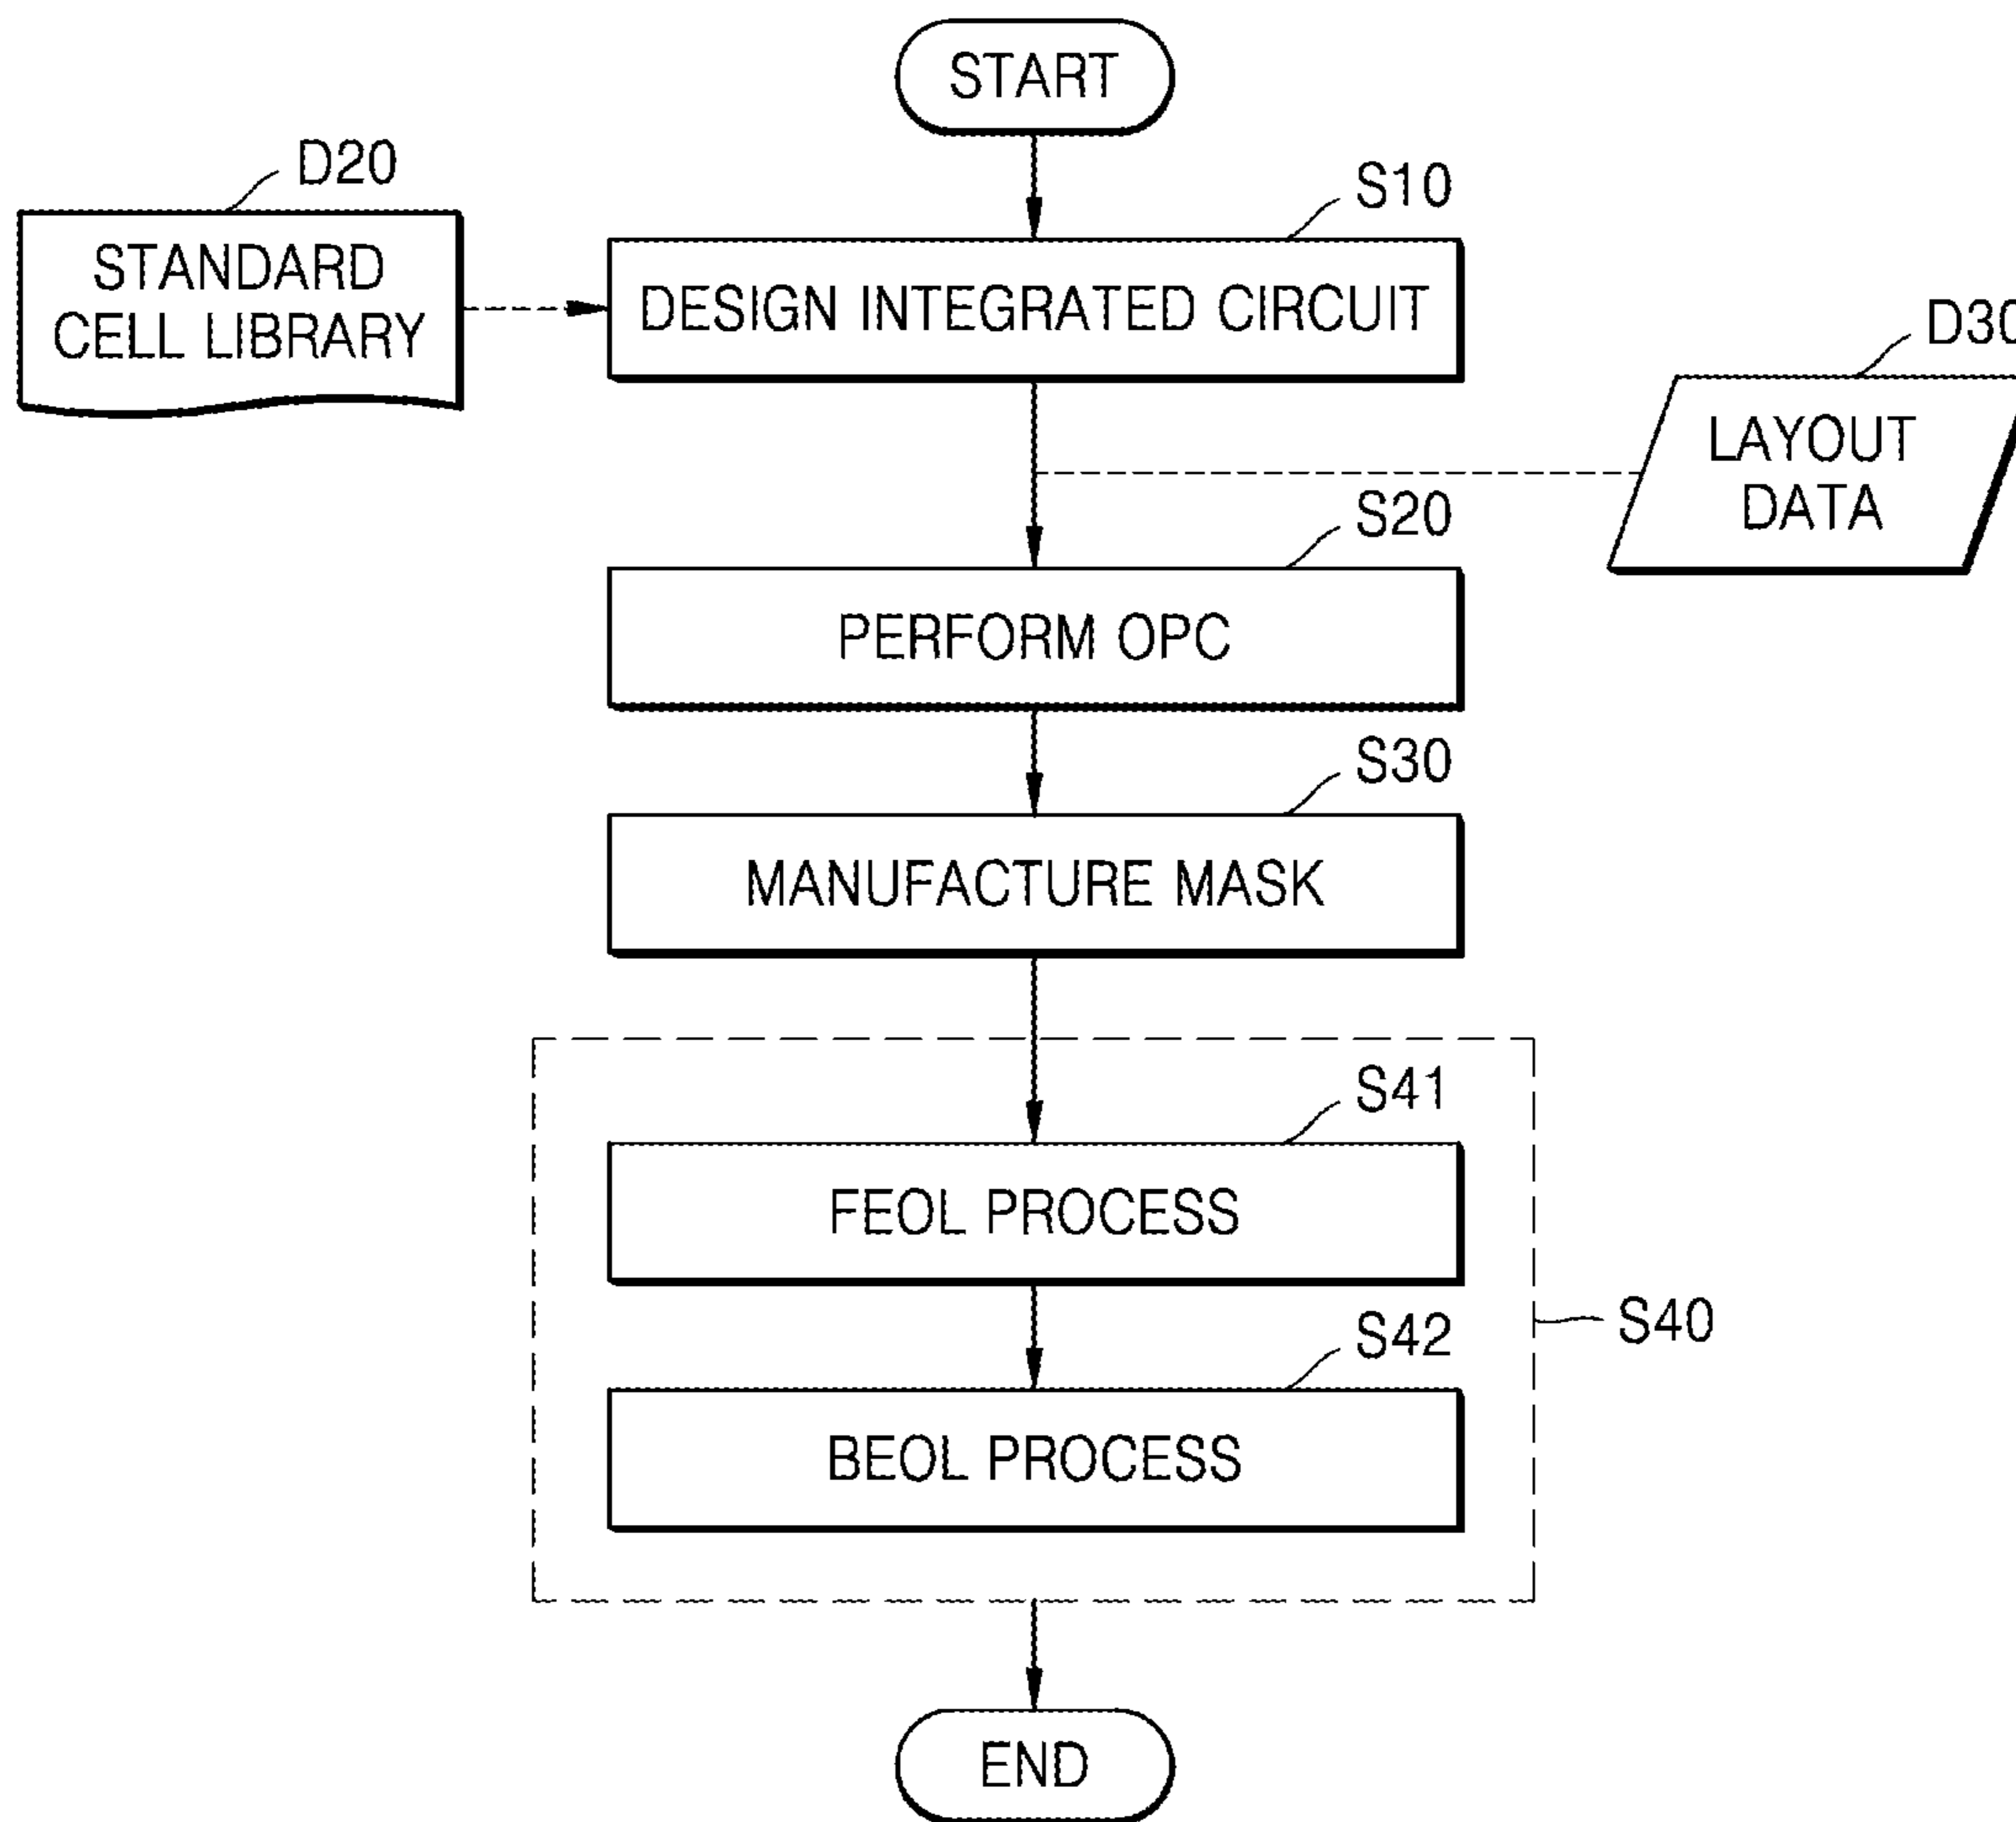 START
D20
S10
STANDARD
CELL LIBRARY
DESIGN INTEGRATED CIRCUIT
D30
LAYOUT
DATA
S20
PERFORM OPC
S30
MANUFACTURE MASK
S41
FEOL PROCESS
S40
S42
BEOL PROCESS
END